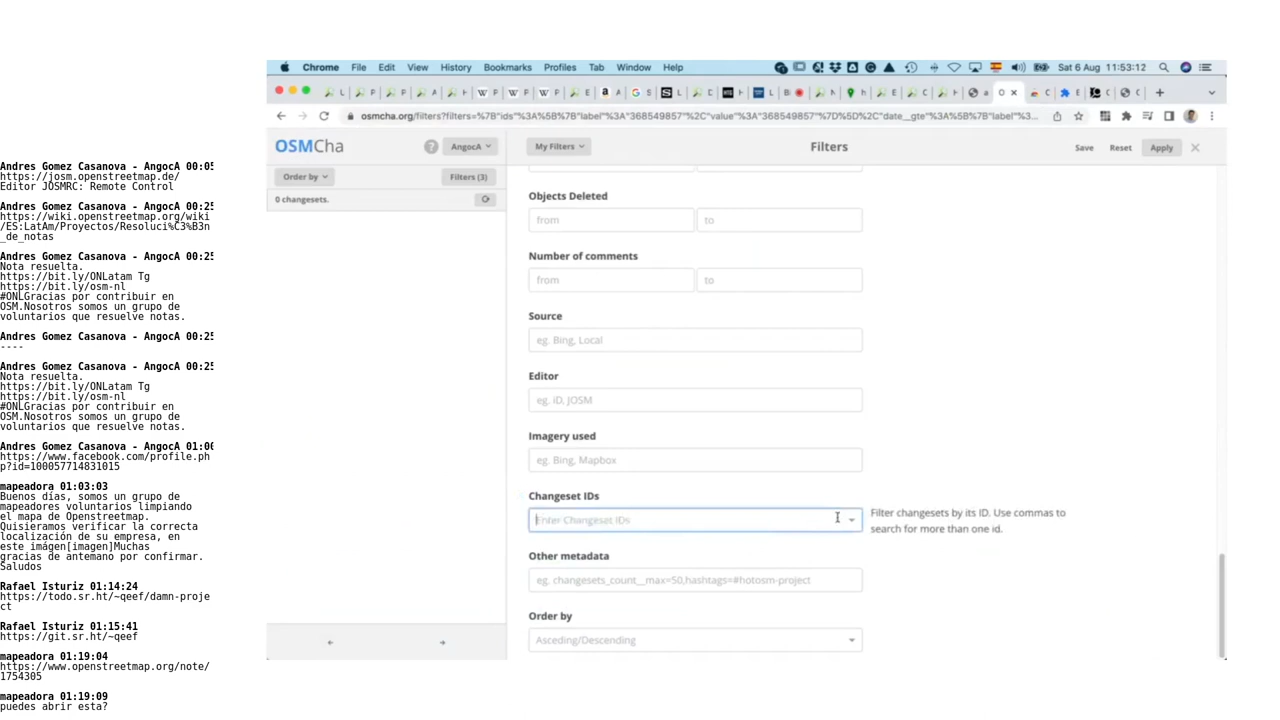 Andres Gomez Casanova - AngocA 00:05
https://josm.openstreetmap.de/
Editor JOSMRC: Remote Control
Andres Gomez Casanova - AngocA 00:25
https://wiki.openstreetmap.org/wiki
/ES:LatAm/Proyectos/Resoluci%C3%B3n
_de_notas
Andres Gomez Casanova - AngocA 00:25
Nota resuelta.
https://bit.ly/ONLatam Tg
https://bit.ly/osm-nl
#ONLGracias por contribuir en
OSM.Nosotros somos un grupo de
voluntarios que resuelve notas.
Andres Gomez Casanova - AngocA 00:25
----
Andres Gomez Casanova - AngocA 00:25
Nota resuelta.
https://bit.ly/ONLatam Tg
https://bit.ly/osm-nl
#ONLGracias por contribuir en
OSM.Nosotros somos un grupo de
voluntarios que resuelve notas.
Andres Gomez Casanova - AngocA 01:00
https://www.facebook.com/profile.ph
p?id=100057714831015
mapeadora 01:03:03
Buenos días, somos un grupo de
mapeadores voluntarios limpiando
el mapa de Openstreetmap.
Quisieramos verificar la correcta
localización de su empresa, en
este imágen[imagen]Muchas
gracias de antemano por confirmar.
Saludos
Rafael Isturiz 01:14:24
https://todo.sr.ht/~qeef/damn-proje
ct
Rafael Isturiz 01:15:41
https://git.sr.ht/~qeef
mapeadora 01:19:04
https://www.openstreetmap.org/note/
1754305
mapeadora 01:19:09
puedes abrir esta?
Chrome File Edit View History Bookmarks Profiles Tab Window Help Sat 6 Aug 11:53:12
osmcha.org/filters?filters=%7B"ids"%3A%5B%7B"label"%3A"368549857"%2C"value"%3A"368549857"%7D%5D%2C"date__gte"%3A%5B%7B"label"%3...
OSMCha ? AngocA My Filters Filters Save Reset Apply
Order by Filters (3)
0 changesets.
Objects Deleted
from to
Number of comments
from to
Source
eg. Bing, Local
Editor
eg. iD, JOSM
Imagery used
eg. Bing, Mapbox
Changeset IDs
Enter Changeset IDs
Filter changesets by its ID. Use commas to
search for more than one id.
Other metadata
eg. changesets_count__max=50,hashtags=#hotosm-project
Order by
Asceding/Descending